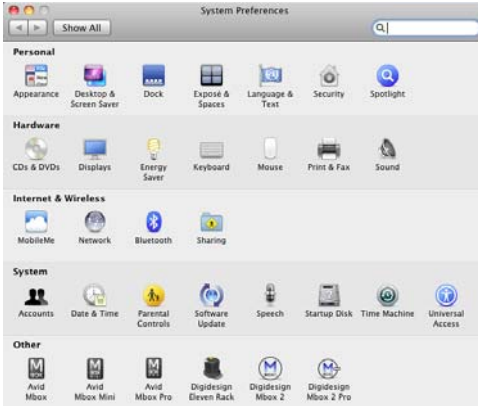 System Preferences
Show All
Personal
Appearance
Desktop & Screen Saver
Dock
Exposé & Spaces
Language & Text
Security
Spotlight
Hardware
CDs & DVDs
Displays
Energy Saver
Keyboard
Mouse
Print & Fax
Sound
Internet & Wireless
MobileMe
Network
Bluetooth
Sharing
System
Accounts
Date & Time
Parental Controls
Software Update
Speech
Startup Disk
Time Machine
Universal Access
Other
Avid Mbox
Avid Mbox Mini
Avid Mbox Pro
Digidesign Eleven Rack
Digidesign Mbox 2
Digidesign Mbox 2 Pro